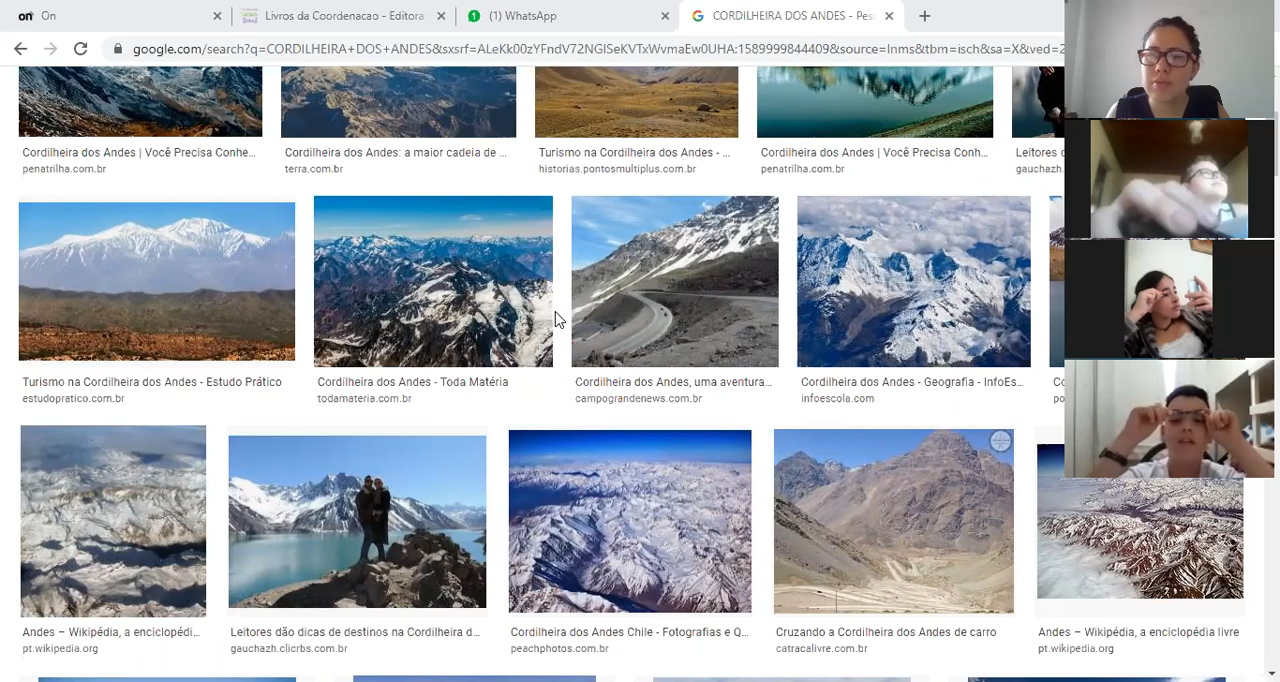 on On
Livros da Coordenacao - Editora
(1) WhatsApp
CORDILHEIRA DOS ANDES - Pes
google.com/search?q=CORDILHEIRA+DOS+ANDES&sxsrf=ALeKk00zYFndV72NGlSeKVTxWvmaEw0UHA:1589999844409&source=lnms&tbm=isch&sa=X&ved=2
Cordilheira dos Andes | Você Precisa Conhe...
penatrilha.com.br
Cordilheira dos Andes: a maior cadeia de ...
terra.com.br
Turismo na Cordilheira dos Andes - ...
historias.pontosmultiplus.com.br
Cordilheira dos Andes | Você Precisa Conh...
penatrilha.com.br
Leitores
gauchazh.
Turismo na Cordilheira dos Andes - Estudo Prático
estudopratico.com.br
Cordilheira dos Andes - Toda Matéria
todamateria.com.br
Cordilheira dos Andes, uma aventura...
campograndenews.com.br
Cordilheira dos Andes - Geografia - InfoEs...
infoescola.com
Andes – Wikipédia, a enciclopédi...
pt.wikipedia.org
Leitores dão dicas de destinos na Cordilheira d...
gauchazh.clicrbs.com.br
Cordilheira dos Andes Chile - Fotografias e Q...
peachphotos.com.br
Cruzando a Cordilheira dos Andes de carro
catracalivre.com.br
Andes – Wikipédia, a enciclopédia livre
pt.wikipedia.org